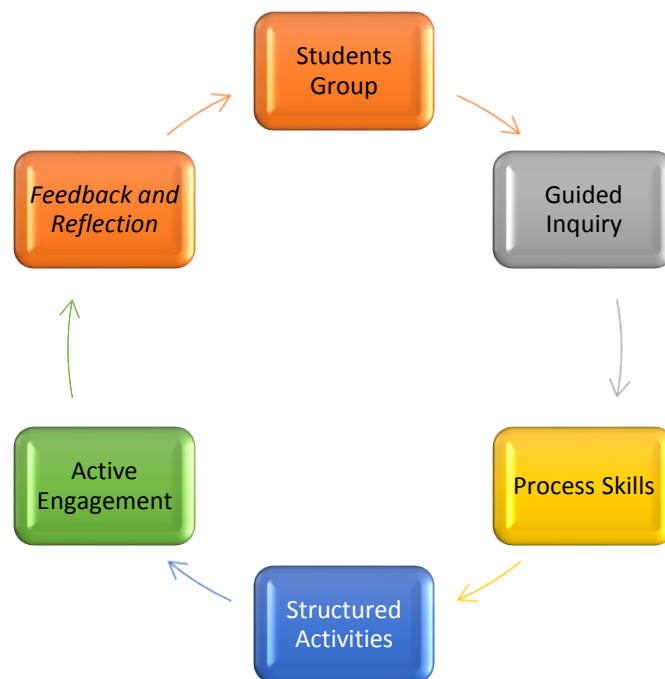 Students
Group
Guided
Inquiry
Process Skills
Structured
Activities
Active
Engagement
Feedback and
Reflection